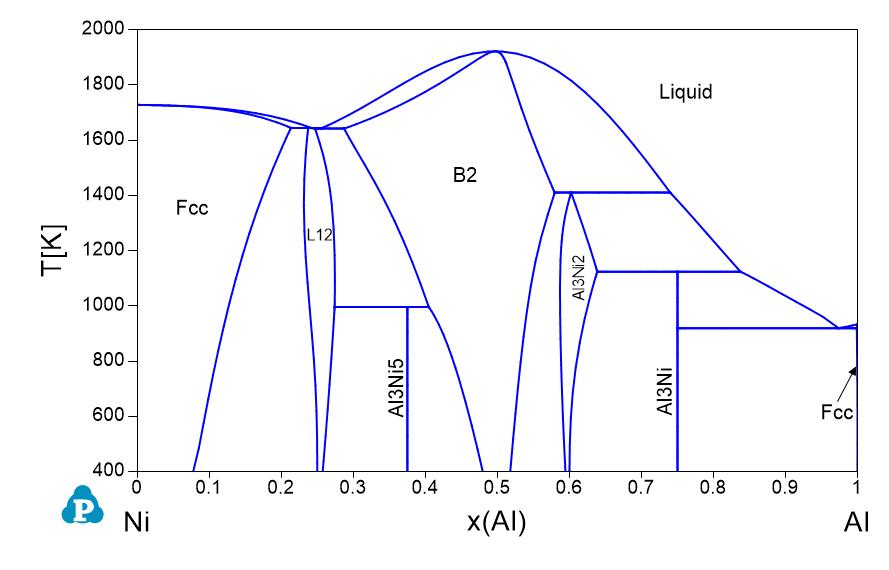 2000
1800
1600
1400
1200
1000
800
600
400
T[K]
Fcc
L12
Al3Ni5
B2
Al3Ni2
Al3Ni
Liquid
Fcc
0 0.1 0.2 0.3 0.4 0.5 0.6 0.7 0.8 0.9 1
Ni x(Al) Al
P